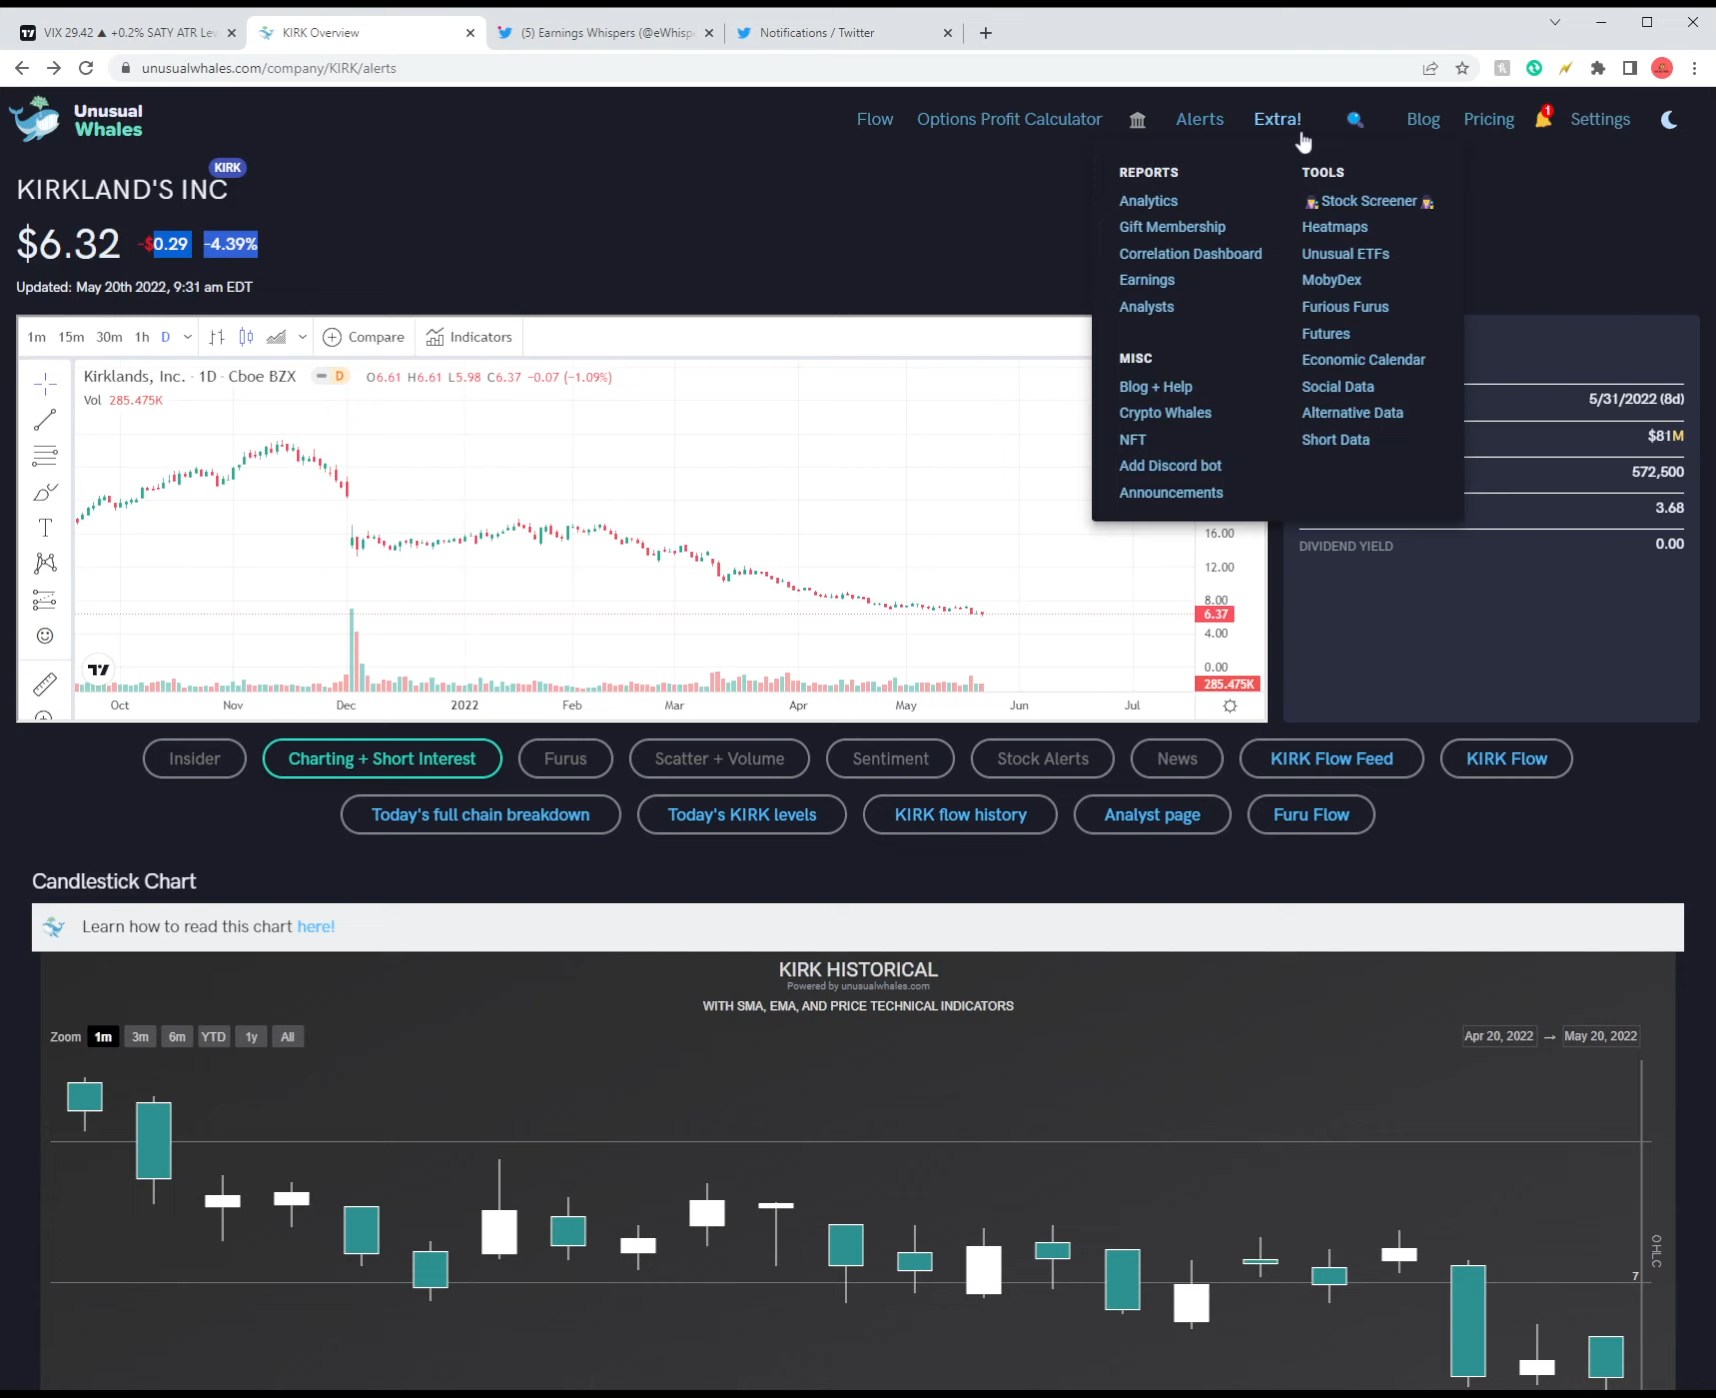 VIX 29.42 ▲ +0.2% SATY ATR Lev
KIRK Overview
(5) Earnings Whispers (@eWhisp
Notifications / Twitter
unusualwhales.com/company/KIRK/alerts
Unusual
Whales
Flow Options Profit Calculator Alerts Extra! Blog Pricing 1 Settings
KIRK
KIRKLAND'S INC
$6.32 -$0.29 -4.39%
Updated: May 20th 2022, 9:31 am EDT
REPORTS
Analytics
Gift Membership
Correlation Dashboard
Earnings
Analysts
MISC
Blog + Help
Crypto Whales
NFT
Add Discord bot
Announcements
TOOLS
Stock Screener
Heatmaps
Unusual ETFs
MobyDex
Furious Furus
Futures
Economic Calendar
Social Data
Alternative Data
Short Data
1m 15m 30m 1h D Compare Indicators
Kirklands, Inc. · 1D · Cboe BZX D O6.61 H6.61 L5.98 C6.37 -0.07 (-1.09%)
Vol 285.475K
16.00
12.00
8.00
6.37
4.00
0.00
285.475K
Oct Nov Dec 2022 Feb Mar Apr May Jun Jul
5/31/2022 (8d)
$81M
572,500
3.68
DIVIDEND YIELD 0.00
Insider Charting + Short Interest Furus Scatter + Volume Sentiment Stock Alerts News KIRK Flow Feed KIRK Flow
Today's full chain breakdown Today's KIRK levels KIRK flow history Analyst page Furu Flow
Candlestick Chart
Learn how to read this chart here!
KIRK HISTORICAL
Powered by unusualwhales.com
WITH SMA, EMA, AND PRICE TECHNICAL INDICATORS
Zoom 1m 3m 6m YTD 1y All
Apr 20, 2022 → May 20, 2022
OHLC
7